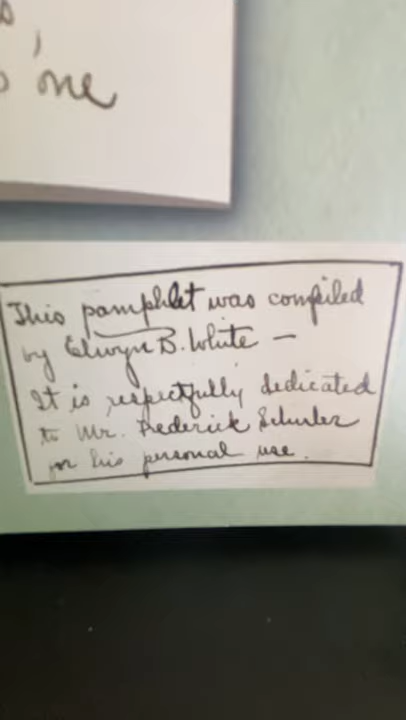 'one
This pamphlet was compiled
by Elwyn B. White —
It is respectfully dedicated
to Mr. Frederick Schuler
for his personal use.